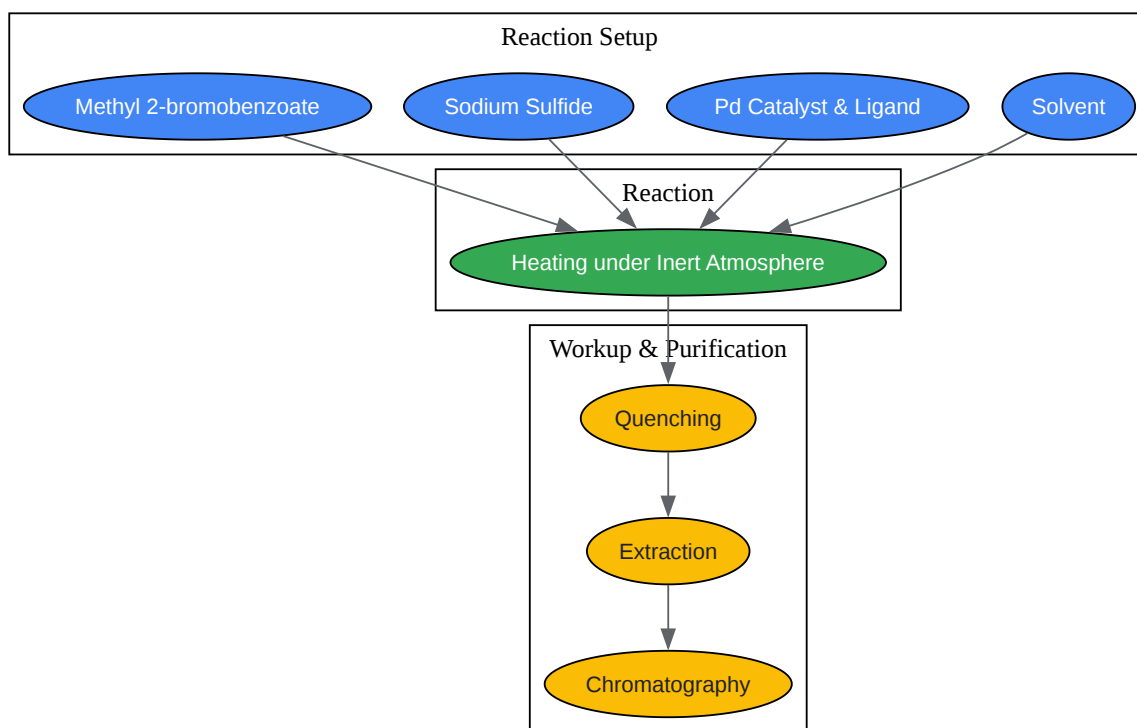 Reaction Setup
Methyl 2-bromobenzoate
Sodium Sulfide
Pd Catalyst & Ligand
Solvent
Reaction
Heating under Inert Atmosphere
Workup & Purification
Quenching
Extraction
Chromatography